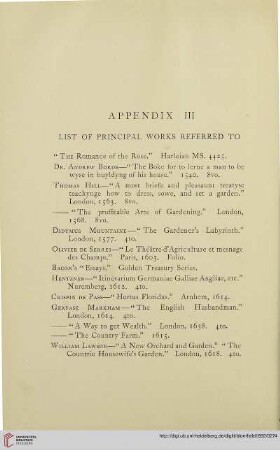 APPENDIX III
LIST OF PRINCIPAL WORKS REFERRED TO
"The Romance of the Rose." Harleian MS. 4425.
Dr. Andrew Borde—"The Boke for to lerne a man to be
wyse in buyldyng of his house." 1540. 8vo.
Thomas Hill—"A most briefe and pleasaunt treatyse
teachynge how to dress, sowe, and set a garden."
London, 1563. 8vo.
—— "The proffitable Arte of Gardening." London,
1568. 8vo.
Didymus Mountaine—"The Gardener's Labyrinth."
London, 1577. 4to.
Olivier de Serres—"Le Théâtre d'Agriculture et menage
des Champs." Paris, 1603. Folio.
Bacon's "Essays." Golden Treasury Series.
Hentzner—"Itinerarium Germaniae Galliae Angliae, etc."
Nuremberg, 1612. 4to.
Crispin de Pass—"Hortus Floridus." Arnhem, 1614.
Gervase Markham—"The English Husbandman."
London, 1614. 4to.
—— "A Way to get Wealth." London, 1638. 4to.
—— "The Country Farm." 1615.
William Lawson—"A New Orchard and Garden." "The
Countrie Housewife's Garden." London, 1618. 4to.